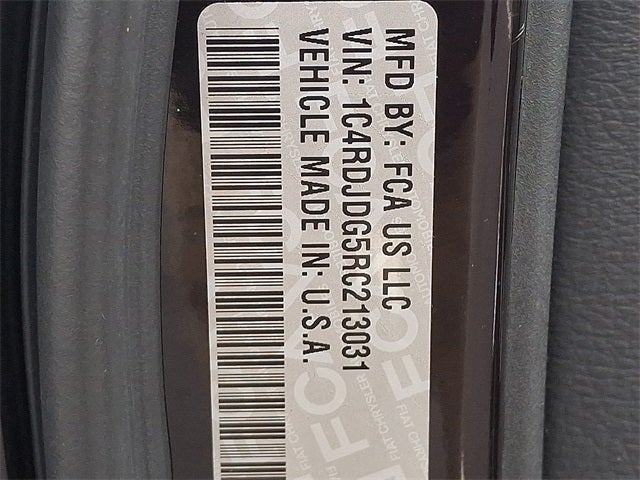 MFD BY: FCA US LLC
VIN: 1C4RDJDG5RC213031
VEHICLE MADE IN: U.S.A.